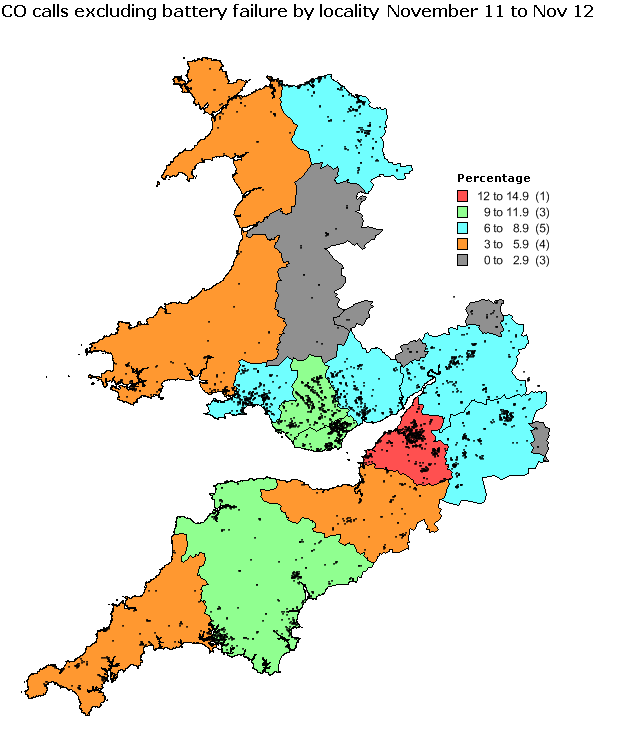 CO calls excluding battery failure by locality November 11 to Nov 12
Percentage
12 to 14.9 (1)
9 to 11.9 (3)
6 to 8.9 (5)
3 to 5.9 (4)
0 to 2.9 (3)